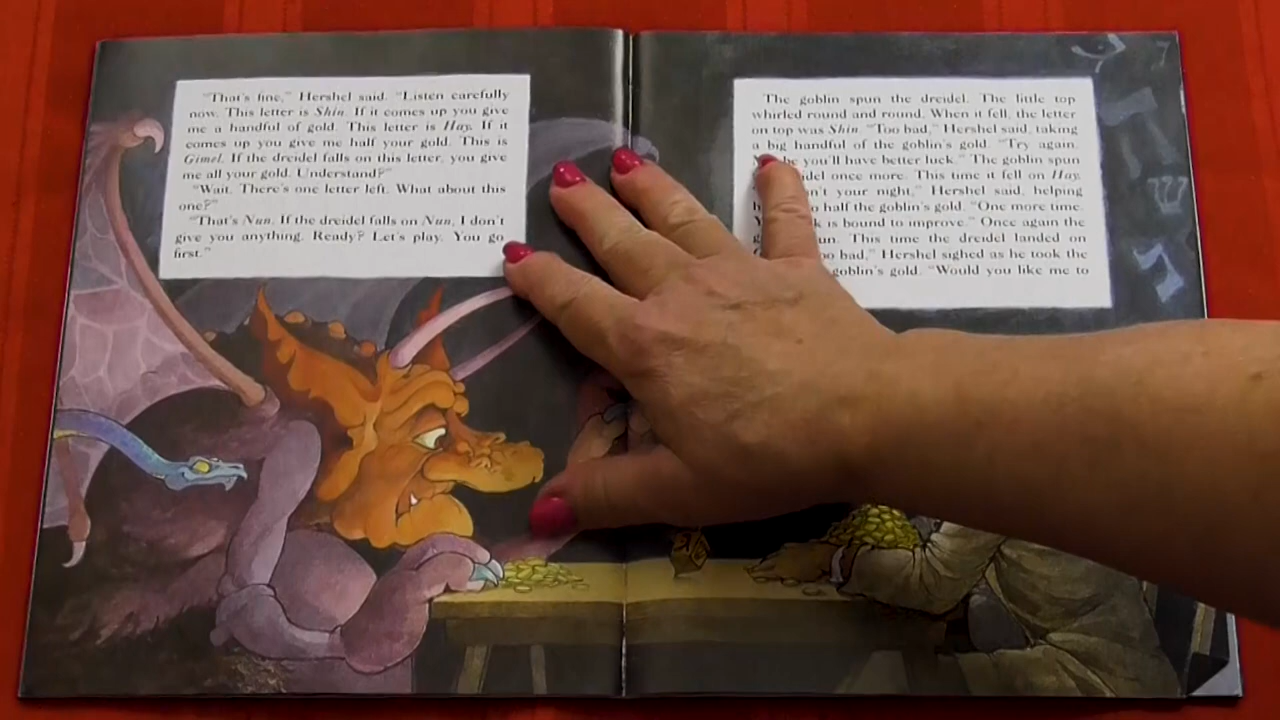 "That's fine," Hershel said. "Listen carefully
now. This letter is Shin. If it comes up you give
me a handful of gold. This letter is Hay. If it
comes up you give me half your gold. This is
Gimel. If the dreidel falls on this letter, you give
me all your gold. Understand?"
"Wait. There's one letter left. What about this
one?"
"That's Nun. If the dreidel falls on Nun, I don't
give you anything. Ready? Let's play. You go
first."
The goblin spun the dreidel. The little top
whirled round and round. When it fell, the letter
on top was Shin. "Too bad," Hershel said, taking
a big handful of the goblin's gold. "Try again.
you'll have better luck." The goblin spun
once more. This time it fell on Hay.
your night," Hershel said, helping
half the goblin's gold. "One more time.
is bound to improve." Once again the
This time the dreidel landed on
bad," Hershel sighed as he took the
goblin's gold. "Would you like me to
ש